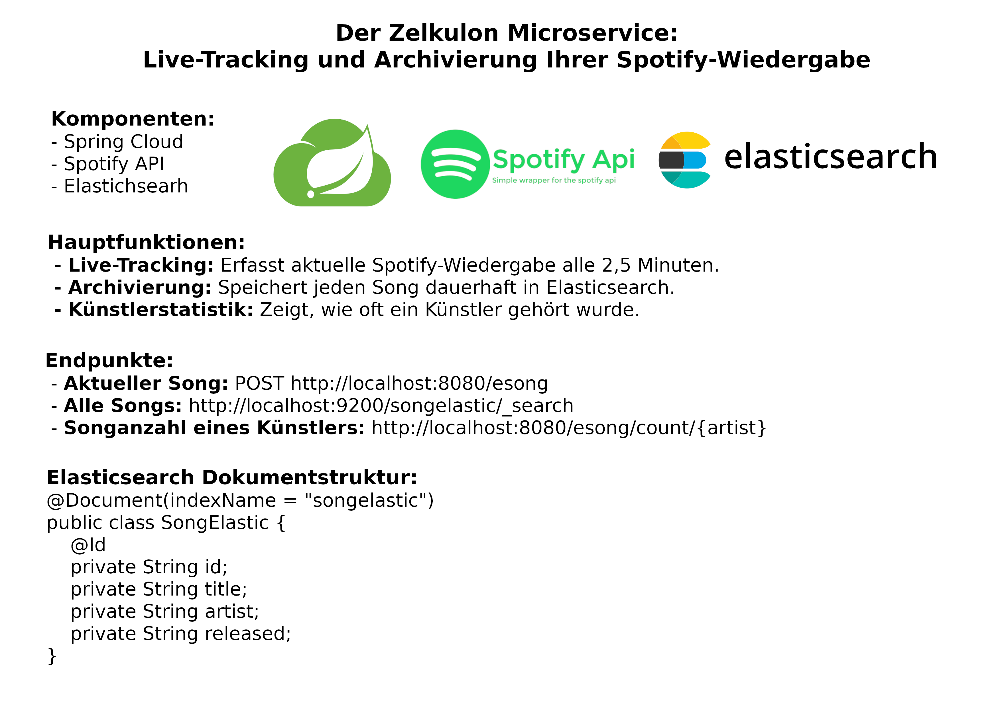 Der Zelkulon Microservice:
Live-Tracking und Archivierung Ihrer Spotify-Wiedergabe
Komponenten:
- Spring Cloud
- Spotify API
- Elastichsearh
Spotify Api
Simple wrapper for the spotify api
elasticsearch
Hauptfunktionen:
- Live-Tracking: Erfasst aktuelle Spotify-Wiedergabe alle 2,5 Minuten.
- Archivierung: Speichert jeden Song dauerhaft in Elasticsearch.
- Künstlerstatistik: Zeigt, wie oft ein Künstler gehört wurde.
Endpunkte:
- Aktueller Song: POST http://localhost:8080/esong
- Alle Songs: http://localhost:9200/songelastic/_search
- Songanzahl eines Künstlers: http://localhost:8080/esong/count/{artist}
Elasticsearch Dokumentstruktur:
@Document(indexName = "songelastic")
public class SongElastic {
@Id
private String id;
private String title;
private String artist;
private String released;
}